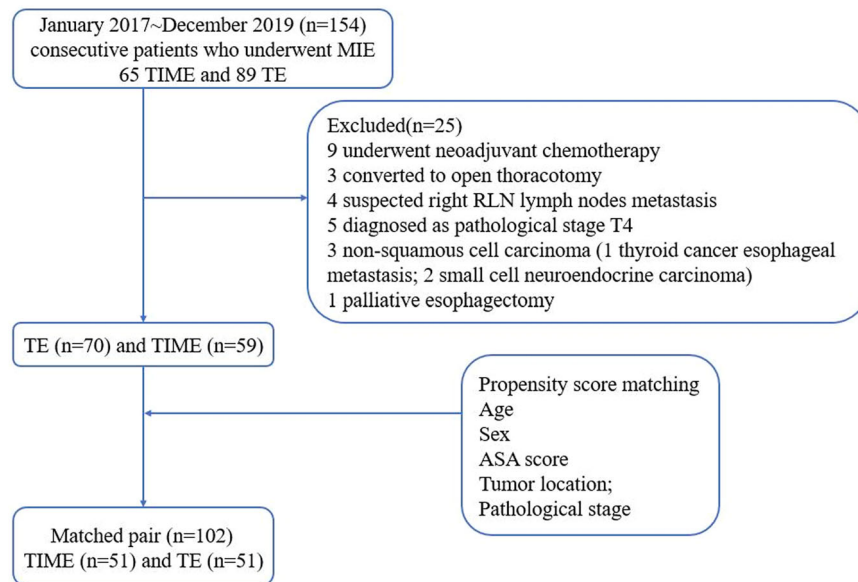 January 2017~December 2019 (n=154)
consecutive patients who underwent MIE
65 TIME and 89 TE
Excluded(n=25)
9 underwent neoadjuvant chemotherapy
3 converted to open thoracotomy
4 suspected right RLN lymph nodes metastasis
5 diagnosed as pathological stage T4
3 non-squamous cell carcinoma (1 thyroid cancer esophageal
metastasis; 2 small cell neuroendocrine carcinoma)
1 palliative esophagectomy
TE (n=70) and TIME (n=59)
Propensity score matching
Age
Sex
ASA score
Tumor location;
Pathological stage
Matched pair (n=102)
TIME (n=51) and TE (n=51)